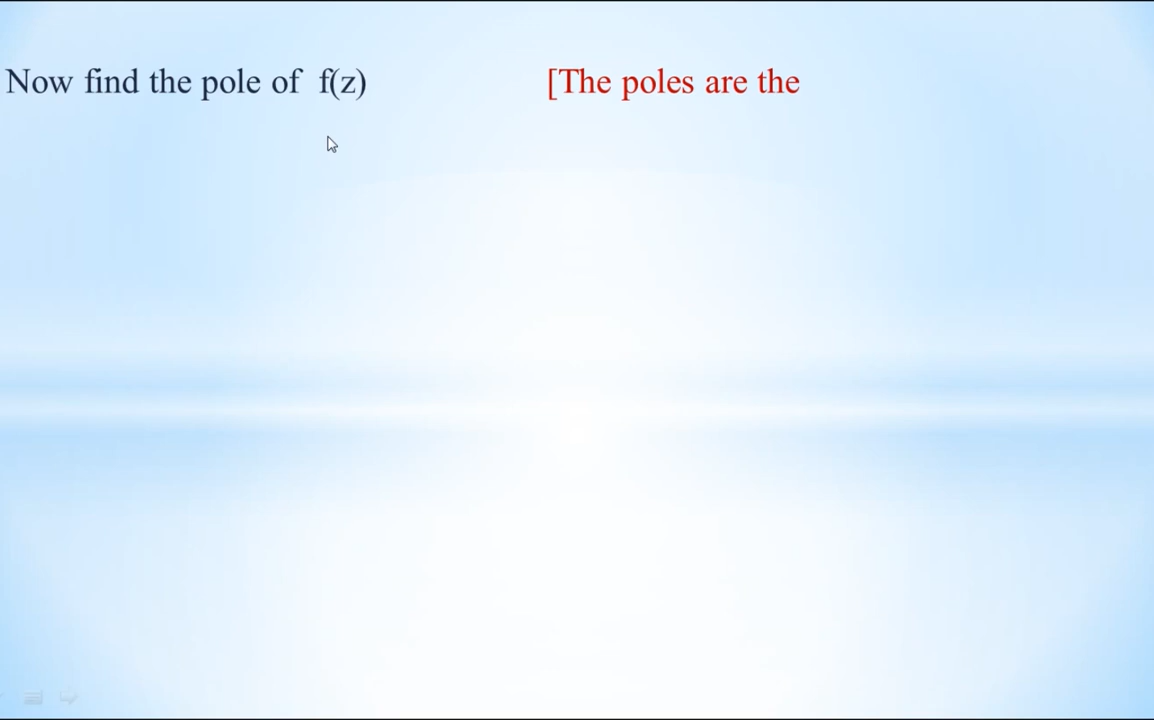 Now find the pole of f(z) [The poles are the